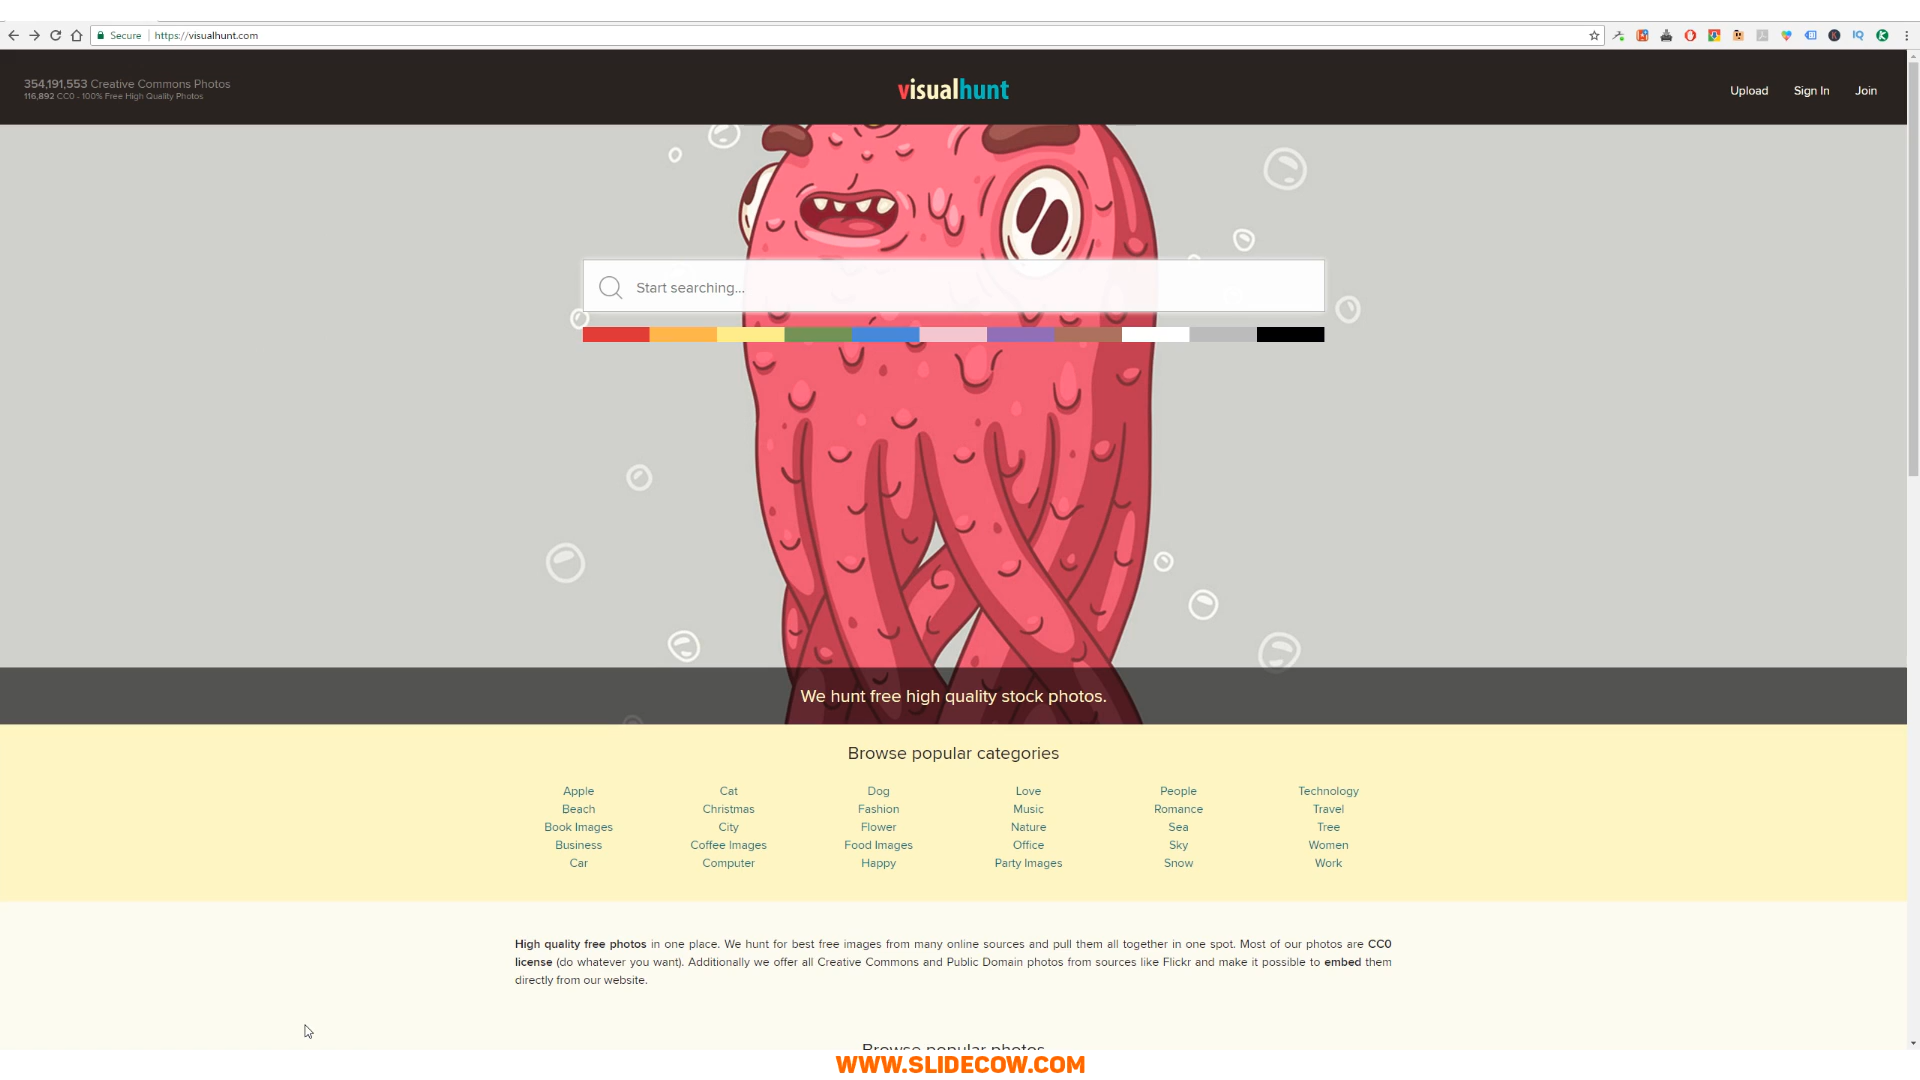 Secure
https://visualhunt.com
354,191,553 Creative Commons Photos
116,892 CC0 - 100% Free High Quality Photos
visualhunt
Upload
Sign In
Join
Start searching...
We hunt free high quality stock photos.
Browse popular categories
Apple
Beach
Book Images
Business
Car
Cat
Christmas
City
Coffee Images
Computer
Dog
Fashion
Flower
Food Images
Happy
Love
Music
Nature
Office
Party Images
People
Romance
Sea
Sky
Snow
Technology
Travel
Tree
Women
Work
High quality free photos in one place. We hunt for best free images from many online sources and pull them all together in one spot. Most of our photos are CC0
license (do whatever you want). Additionally we offer all Creative Commons and Public Domain photos from sources like Flickr and make it possible to embed them
directly from our website.
Browse popular photos
WWW.SLIDECOW.COM